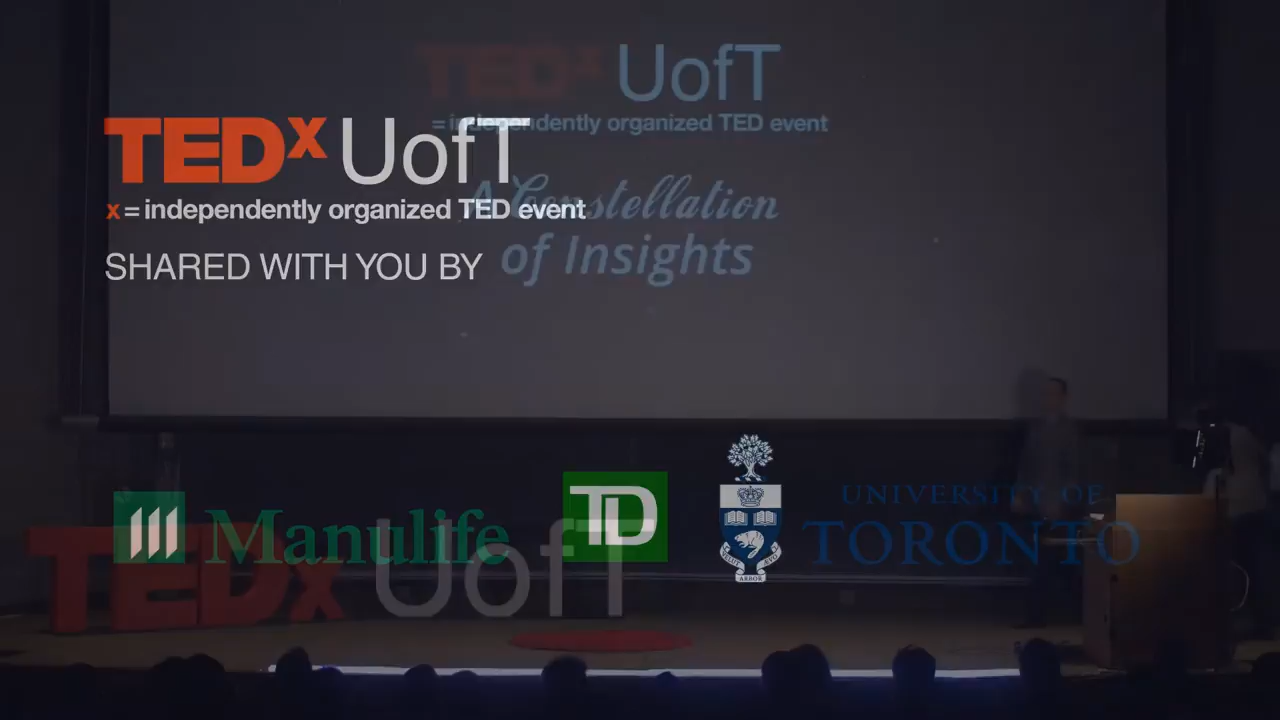 TEDx UofT
= independently organized TED event
TEDx UofT
x = independently organized TED event
A Constellation
of Insights
SHARED WITH YOU BY
Manulife
TD
UNIVERSITY OF
TORONTO
TEDx UofT